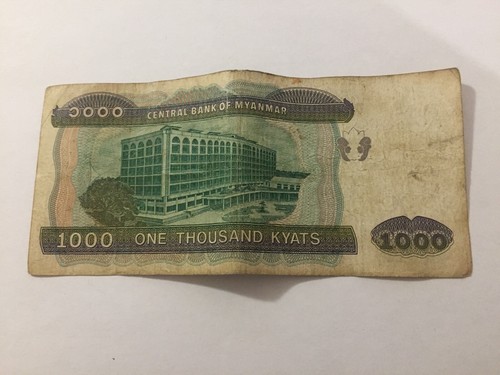 ၁၀၀၀ CENTRAL BANK OF MYANMAR
1000 ONE THOUSAND KYATS
1000